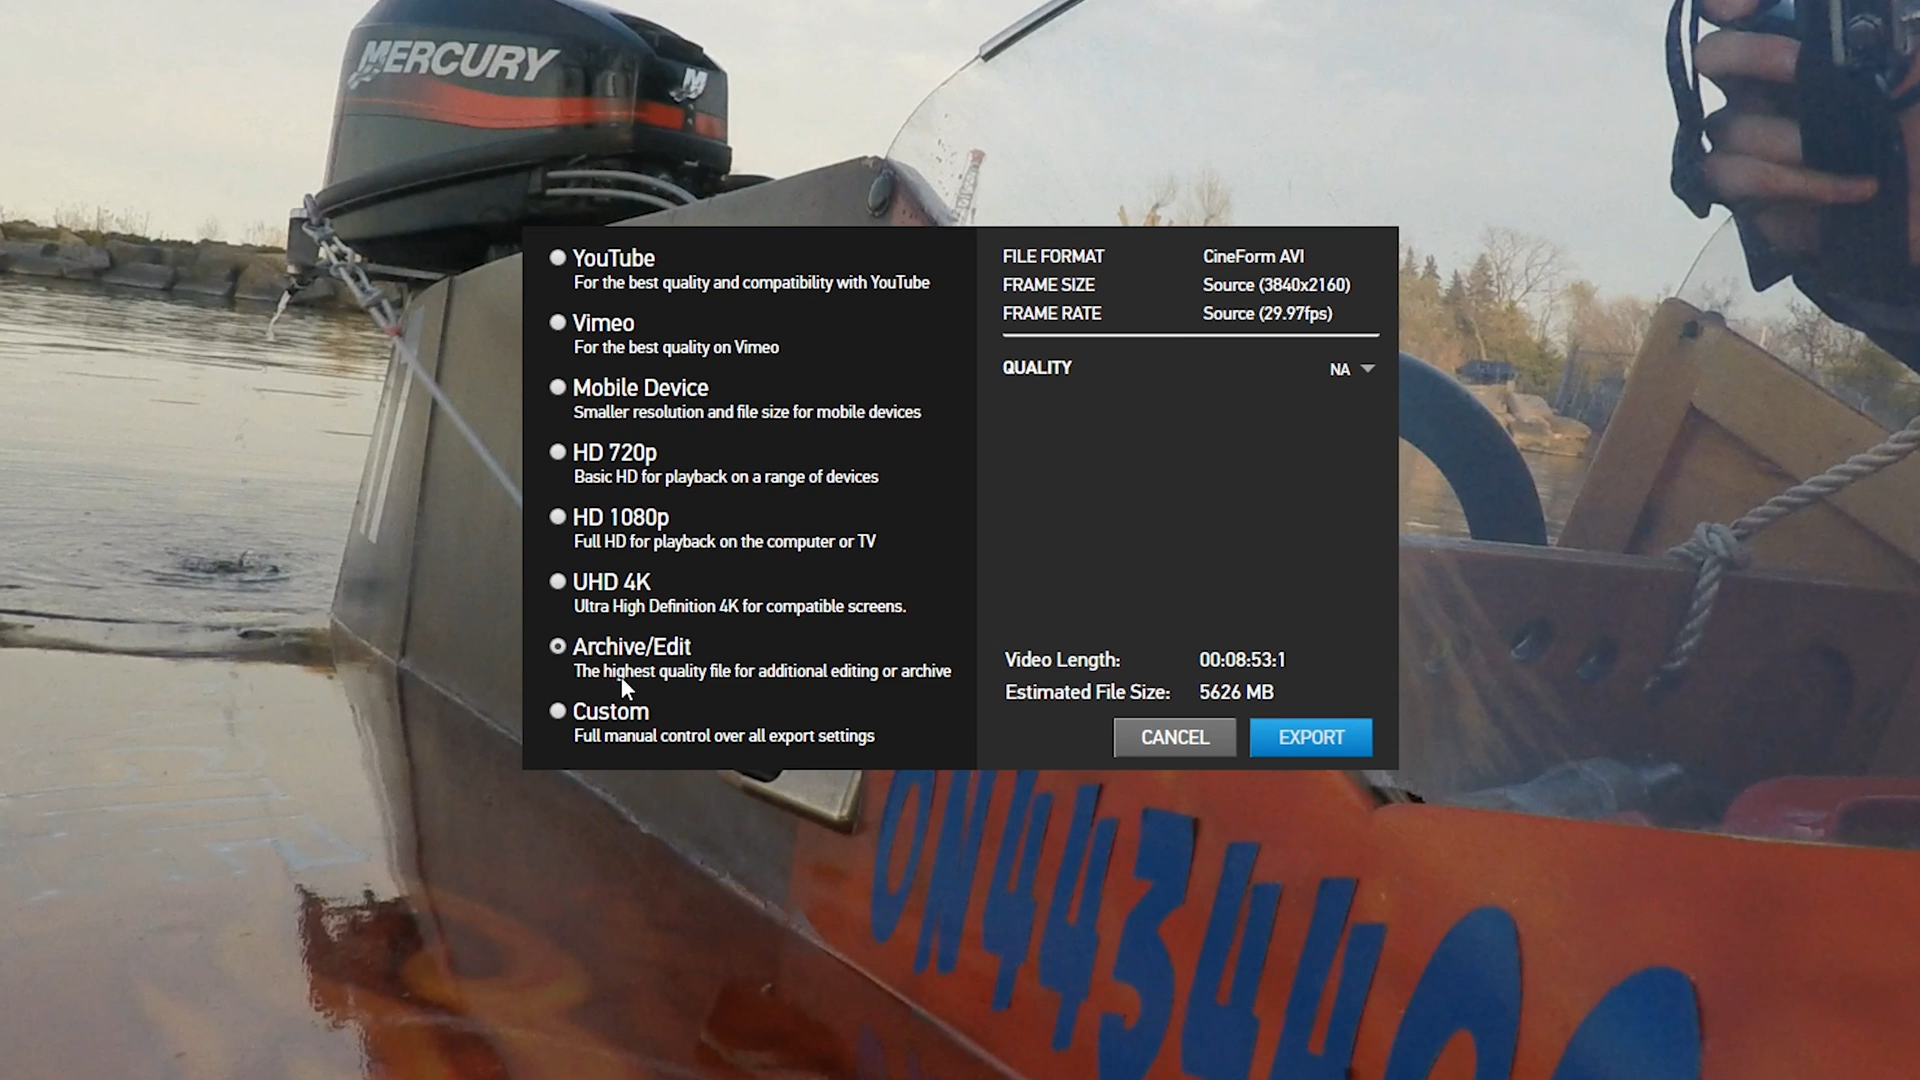 MERCURY
M
YouTube
For the best quality and compatibility with YouTube
Vimeo
For the best quality on Vimeo
Mobile Device
Smaller resolution and file size for mobile devices
HD 720p
Basic HD for playback on a range of devices
HD 1080p
Full HD for playback on the computer or TV
UHD 4K
Ultra High Definition 4K for compatible screens.
Archive/Edit
The highest quality file for additional editing or archive
Custom
Full manual control over all export settings
FILE FORMAT CineForm AVI
FRAME SIZE Source (3840x2160)
FRAME RATE Source (29.97fps)
QUALITY NA
Video Length: 00:08:53:1
Estimated File Size: 5626 MB
CANCEL EXPORT